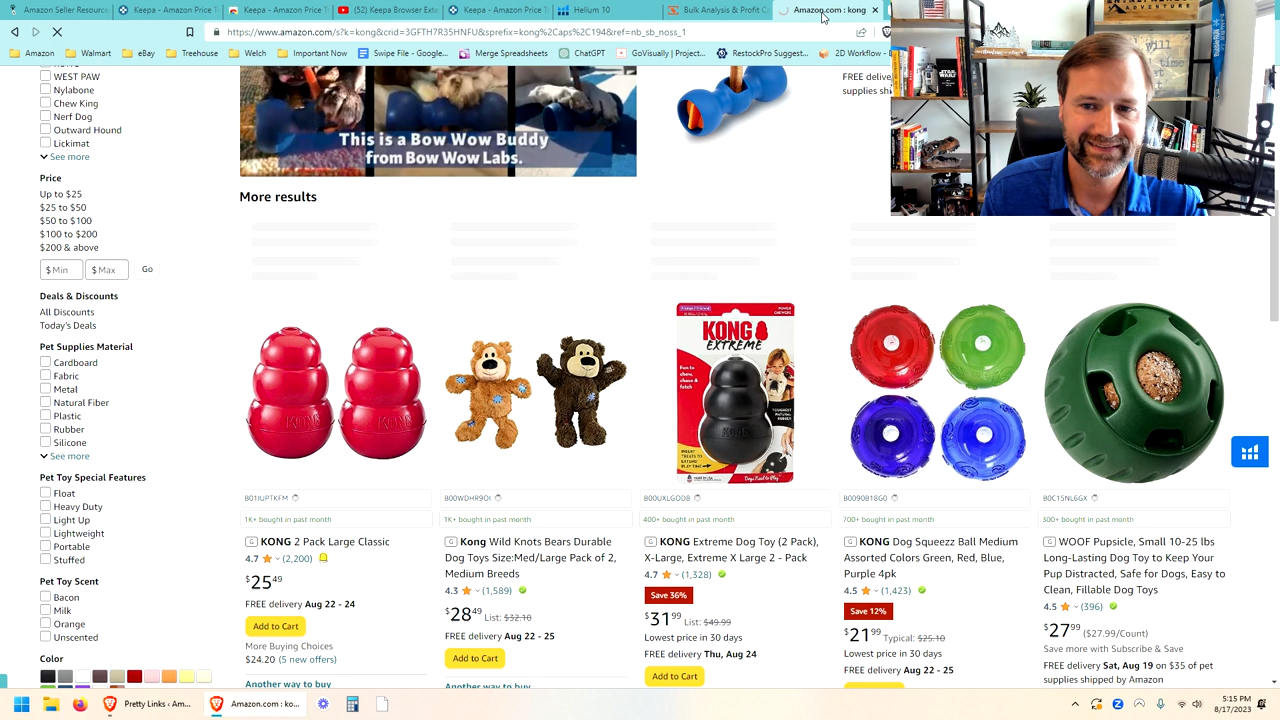 Amazon Seller Resource
Keepa - Amazon Price T
Keepa - Amazon Price T
(52) Keepa Browser Exte
Keepa - Amazon Price T
Helium 10
Bulk Analysis & Profit C
Amazon.com : kong
https://www.amazon.com/s?k=kong&crid=3GFTH7R35HNFU&sprefix=kong%2Caps%2C194&ref=nb_sb_noss_1
Amazon
Walmart
eBay
Treehouse
Welch
Important Now
Swipe File - Google...
Merge Spreadsheets
ChatGPT
GoVisually | Project...
RestockPro Suggest...
2D Workflow -
WEST PAW
Nylabone
Chew King
Nerf Dog
Outward Hound
Lickimat
See more
Price
Up to $25
$25 to $50
$50 to $100
$100 to $200
$200 & above
$ Min
$ Max
Go
Deals & Discounts
All Discounts
Today's Deals
Pet Supplies Material
Cardboard
Fabric
Metal
Natural Fiber
Plastic
Rubber
Silicone
See more
Pet Toy Special Features
Float
Heavy Duty
Light Up
Lightweight
Portable
Stuffed
Pet Toy Scent
Bacon
Milk
Orange
Unscented
Color
This is a Bow Wow Buddy
from Bow Wow Labs.
FREE delive
supplies sh
STAR WARS
More results
KONG
EXTREME
B01IUPTKFM
1K+ bought in past month
G KONG 2 Pack Large Classic
4.7 (2,200)
$25 49
FREE delivery Aug 22 - 24
Add to Cart
More Buying Choices
$24.20 (5 new offers)
Another way to buy
B00WDHR9OI
1K+ bought in past month
G Kong Wild Knots Bears Durable
Dog Toys Size:Med/Large Pack of 2,
Medium Breeds
4.3 (1,589)
$28 49 List: $32.10
FREE delivery Aug 22 - 25
Add to Cart
Another way to buy
B00UXLGOD8
400+ bought in past month
G KONG Extreme Dog Toy (2 Pack),
X-Large, Extreme X Large 2 - Pack
4.7 (1,328)
Save 36%
$31 99 List: $49.99
Lowest price in 30 days
FREE delivery Thu, Aug 24
Add to Cart
B0090B18G0
700+ bought in past month
G KONG Dog Squeezz Ball Medium
Assorted Colors Green, Red, Blue,
Purple 4pk
4.5 (1,423)
Save 12%
$21 99 Typical: $25.10
Lowest price in 30 days
FREE delivery Aug 22 - 25
B0C15NL6GX
300+ bought in past month
G WOOF Pupsicle, Small 10-25 lbs
Long-Lasting Dog Toy to Keep Your
Pup Distracted, Safe for Dogs, Easy to
Clean, Fillable Dog Toys
4.5 (396)
$27 99 ($27.99/Count)
Save more with Subscribe & Save
FREE delivery Sat, Aug 19 on $35 of pet
supplies shipped by Amazon
Pretty Links ‹ Am...
Amazon.com : ko...
5:15 PM
8/17/2023